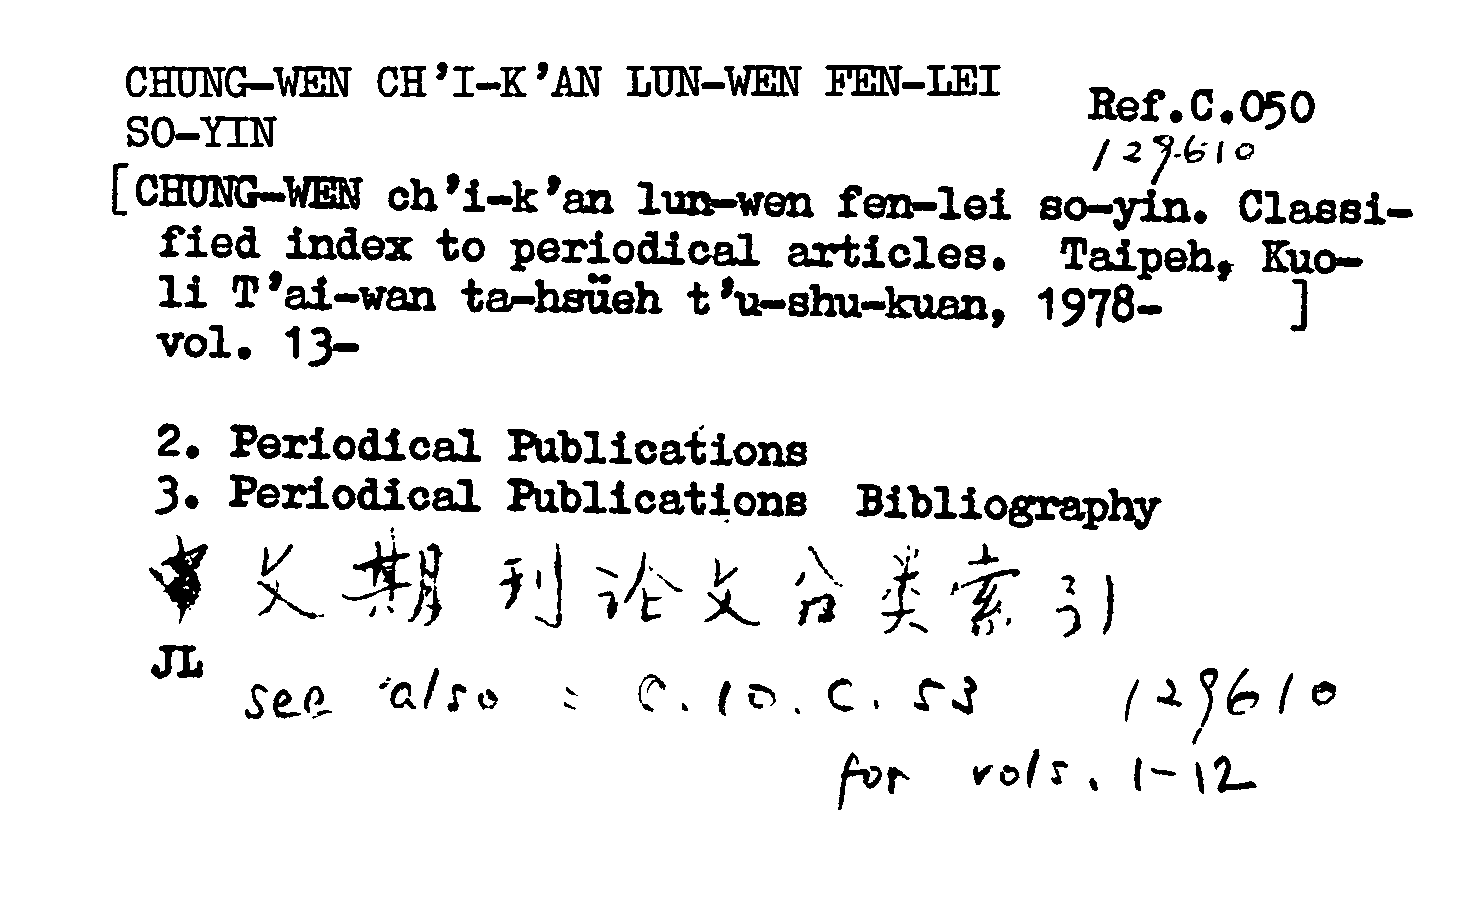 CHUNG-WEN CH'I-K'AN LUN-WEN FEN-LEI
SO-YIN
Ref.C.050
129610
[CHUNG-WEN ch'i-k'an lun-wen fen-lei so-yin. Classi-
fied index to periodical articles. Taipeh, Kuo-
li T'ai-wan ta-hsüeh t'u-shu-kuan, 1978- ]
vol. 13-
2. Periodical Publications
3. Periodical Publications Bibliography
中文期刊论文分类索引
JL
see also : C.10.C.53 129610
for vols. 1-12